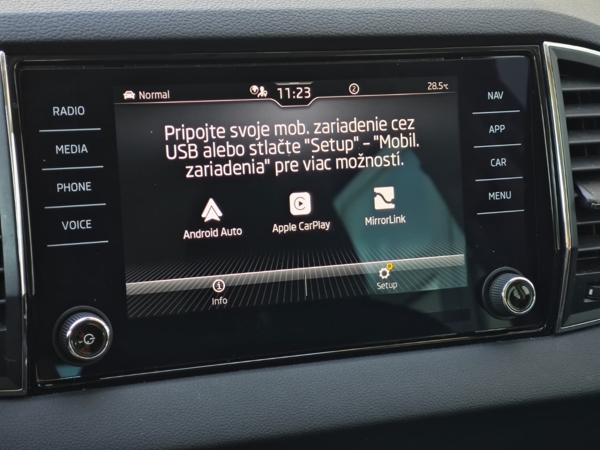 Normal
11:23
2
28.5°C
RADIO
MEDIA
PHONE
VOICE
NAV
APP
CAR
MENU
Pripojte svoje mob. zariadenie cez
USB alebo stlačte "Setup" – "Mobil.
zariadenia" pre viac možností.
Android Auto
Apple CarPlay
MirrorLink
Info
Setup